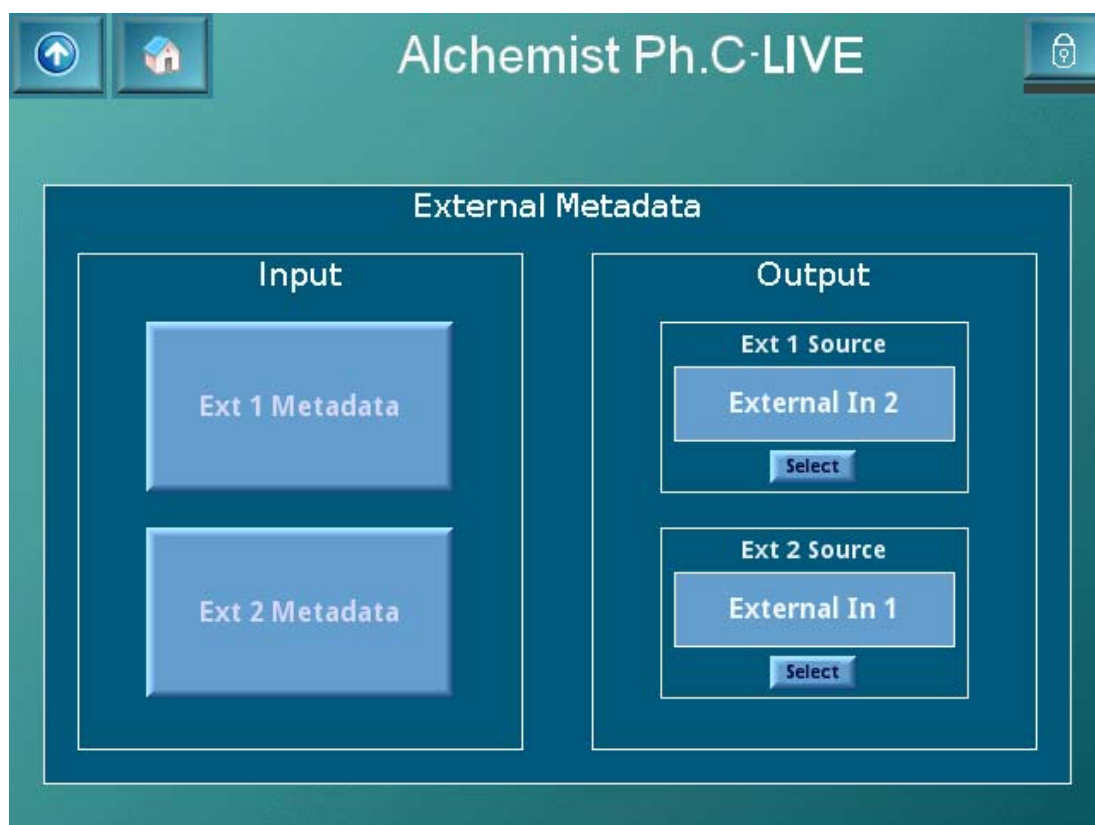 Alchemist Ph.C-LIVE
External Metadata
Input
Ext 1 Metadata
Ext 2 Metadata
Output
Ext 1 Source
External In 2
Select
Ext 2 Source
External In 1
Select